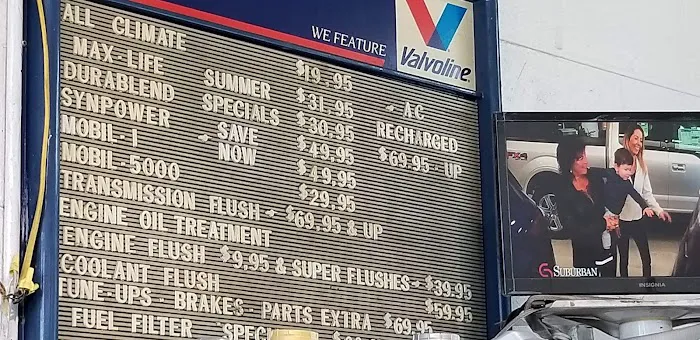 WE FEATURE
Valvoline
ALL CLIMATE $19.95
MAX-LIFE SUMMER $31.95 - A.C.
DURABLEND SPECIALS $30.95 RECHARGED
SYNPOWER - SAVE $43.95 $69.95 - UP
MOBIL-1 NOW $49.95
MOBIL-5000 $29.95
TRANSMISSION FLUSH - $69.95 & UP
ENGINE OIL TREATMENT
ENGINE FLUSH $9.95 & SUPER FLUSHES - $39.95
COOLANT FLUSH $59.95
TUNE-UPS - BRAKES - PARTS EXTRA $69.95
FUEL FILTER
SUBURBAN
INSIGNIA